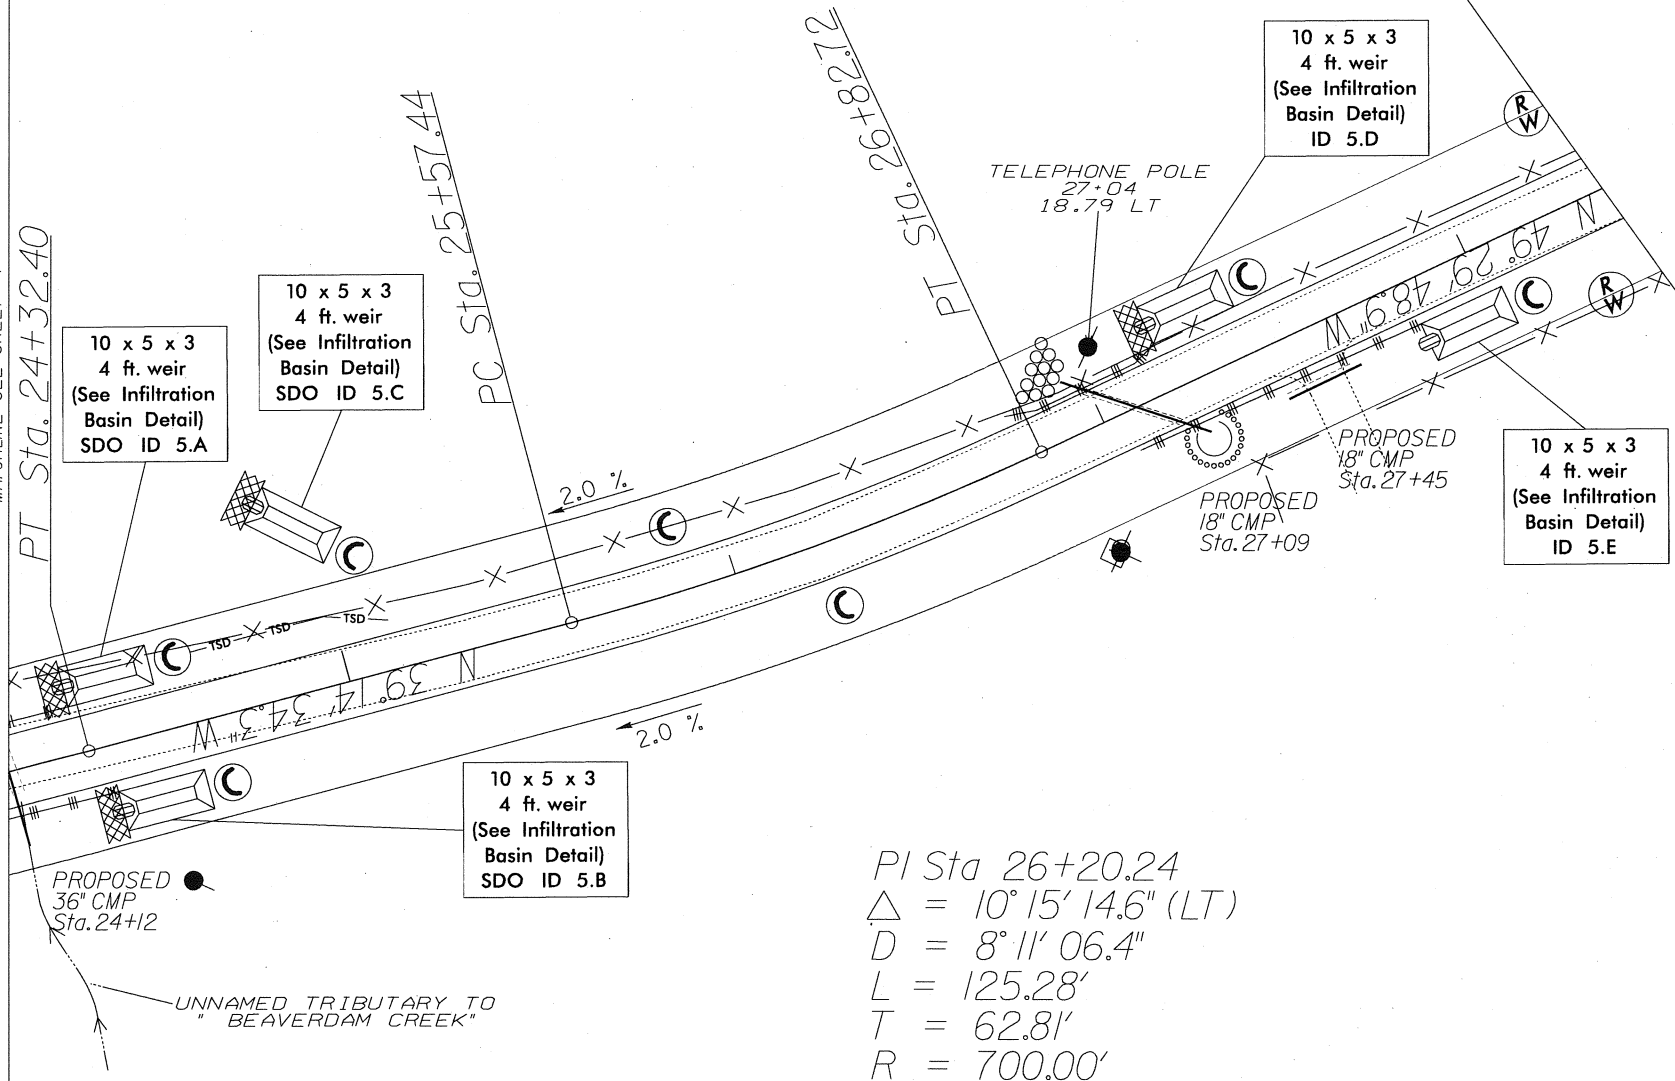 10 x 5 x 3
4 ft. weir
(See Infiltration
Basin Detail)
ID 5.D
R
W
TELEPHONE POLE
27+04
18.79 LT
PT Sta. 24+32.40
PC Sta. 25+57.44
PT Sta. 26+82.72
10 x 5 x 3
4 ft. weir
(See Infiltration
Basin Detail)
SDO ID 5.C
10 x 5 x 3
4 ft. weir
(See Infiltration
Basin Detail)
SDO ID 5.A
N 49° 29' 48.9" W
C
C
R
W
PROPOSED
18" CMP
Sta. 27+45
PROPOSED
18" CMP
Sta. 27+09
10 x 5 x 3
4 ft. weir
(See Infiltration
Basin Detail)
ID 5.E
2.0 %
C
C
C
C
TSD
TSD
TSD
N 39° 14' 34.3" W
2.0 %
C
10 x 5 x 3
4 ft. weir
(See Infiltration
Basin Detail)
SDO ID 5.B
PROPOSED
36" CMP
Sta. 24+12
UNNAMED TRIBUTARY TO
" BEAVERDAM CREEK"
PI Sta 26+20.24
△ = 10° 15' 14.6" (LT)
D = 8° 11' 06.4"
L = 125.28'
T = 62.81'
R = 700.00'